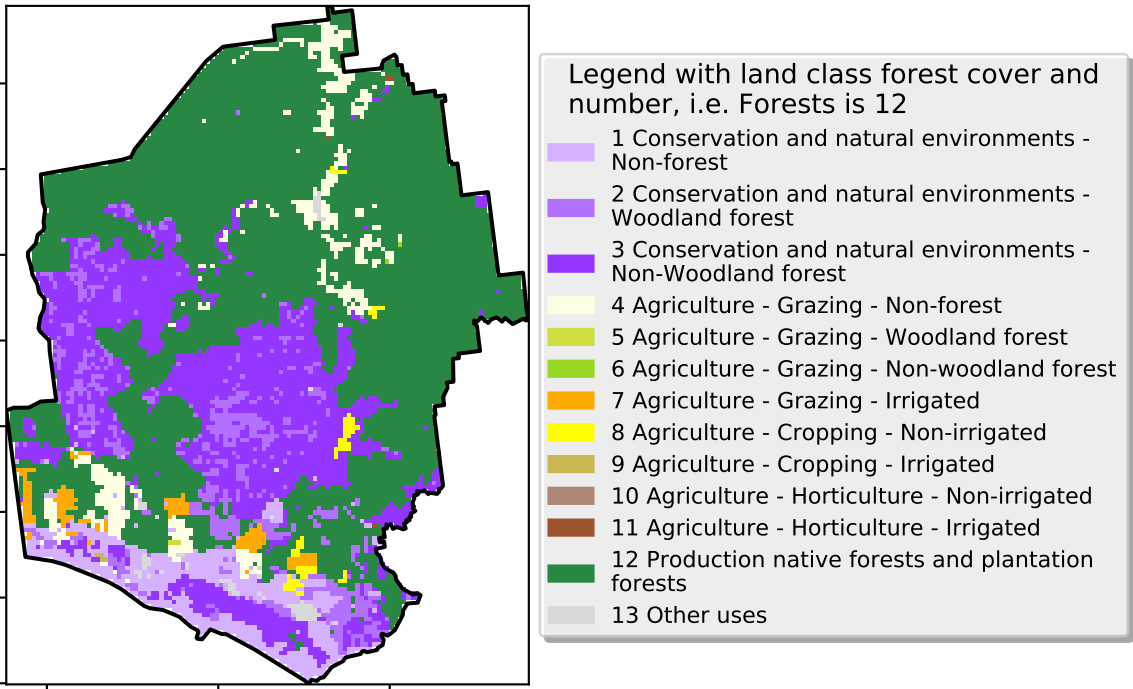 Legend with land class forest cover and
number, i.e. Forests is 12
1 Conservation and natural environments -
Non-forest
2 Conservation and natural environments -
Woodland forest
3 Conservation and natural environments -
Non-Woodland forest
4 Agriculture - Grazing - Non-forest
5 Agriculture - Grazing - Woodland forest
6 Agriculture - Grazing - Non-woodland forest
7 Agriculture - Grazing - Irrigated
8 Agriculture - Cropping - Non-irrigated
9 Agriculture - Cropping - Irrigated
10 Agriculture - Horticulture - Non-irrigated
11 Agriculture - Horticulture - Irrigated
12 Production native forests and plantation
forests
13 Other uses